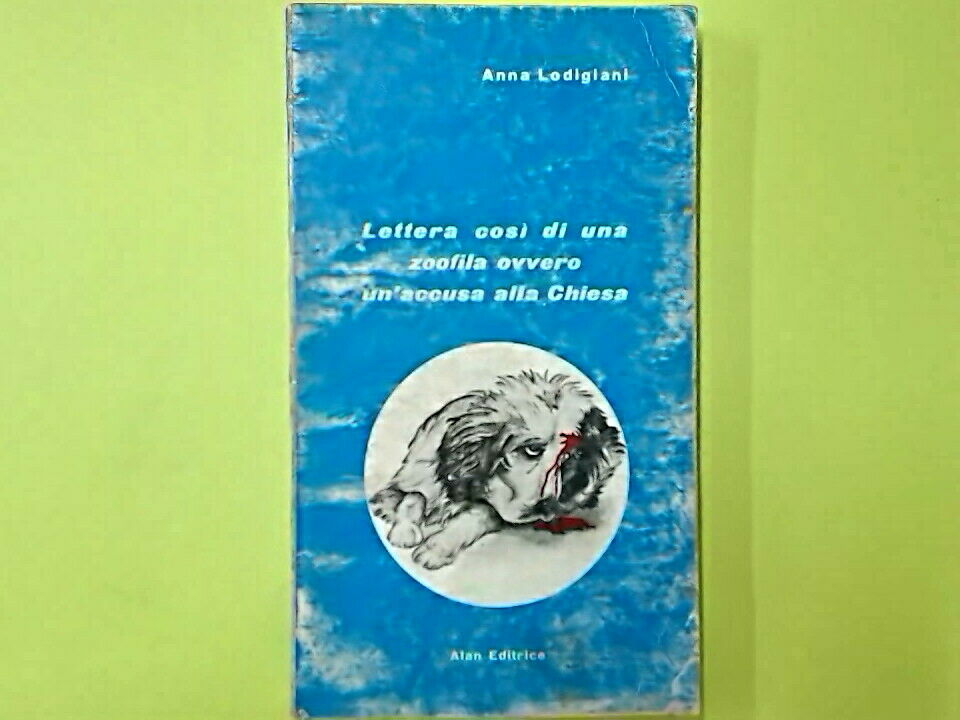 Anna Lodigiani
Lettera così di una
zoofila ovvero
un'accusa alla Chiesa
Alan Editrice